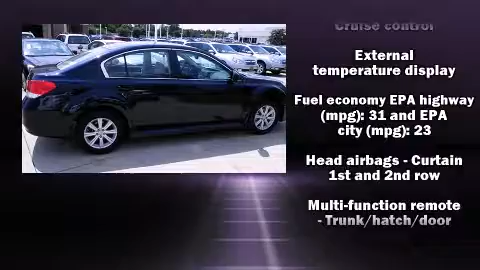 Cruise control
External
temperature display
Fuel economy EPA highway
(mpg): 31 and EPA
city (mpg): 23
Head airbags - Curtain
1st and 2nd row
Multi-function remote
- Trunk/hatch/door